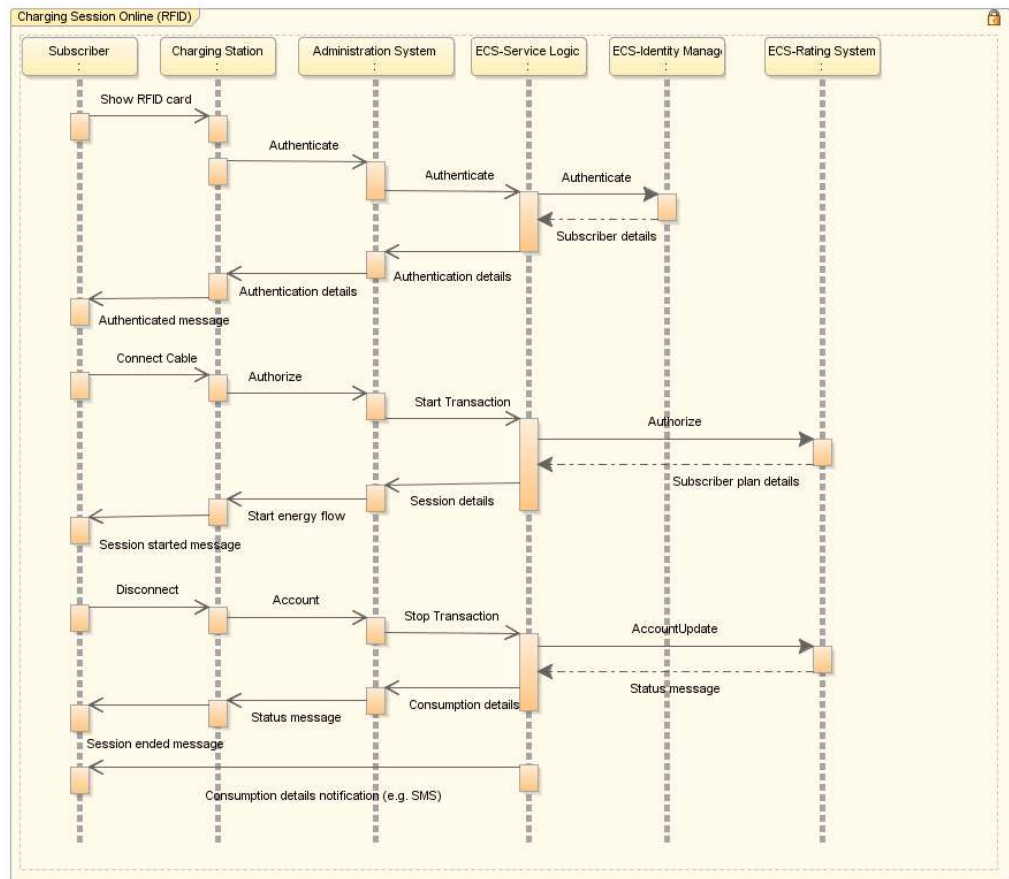 Charging Session Online (RFID)
Subscriber
:
Charging Station
:
Administration System
:
ECS-Service Logic
:
ECS-Identity Manag
:
ECS-Rating System
:
Show RFID card
Authenticate
Authenticate
Authenticate
Subscriber details
Authentication details
Authentication details
Authenticated message
Connect Cable
Authorize
Start Transaction
Authorize
Subscriber plan details
Session details
Start energy flow
Session started message
Disconnect
Account
Stop Transaction
AccountUpdate
Status message
Consumption details
Status message
Session ended message
Consumption details notification (e.g. SMS)